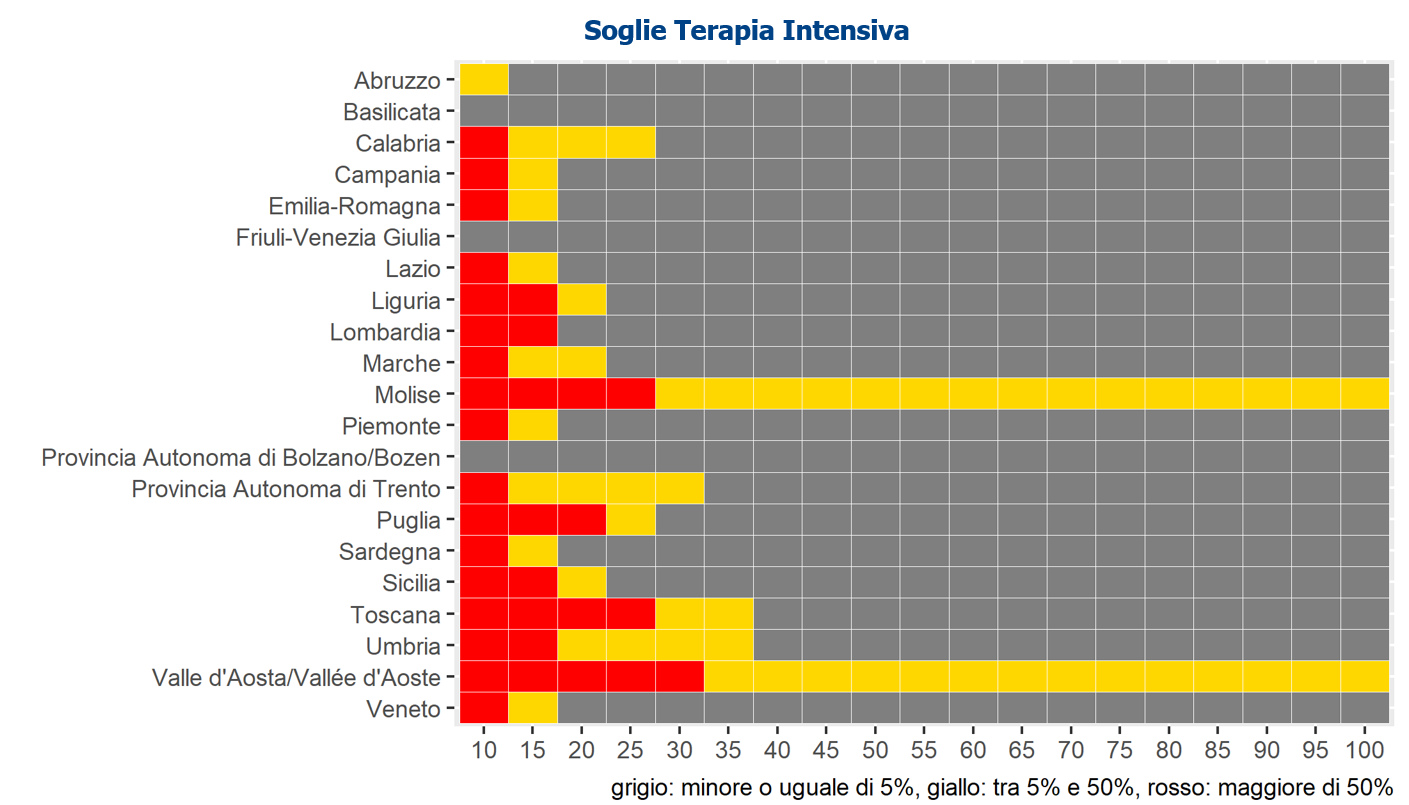 Soglie Terapia Intensiva
Abruzzo
Basilicata
Calabria
Campania
Emilia-Romagna
Friuli-Venezia Giulia
Lazio
Liguria
Lombardia
Marche
Molise
Piemonte
Provincia Autonoma di Bolzano/Bozen
Provincia Autonoma di Trento
Puglia
Sardegna
Sicilia
Toscana
Umbria
Valle d'Aosta/Vallée d'Aoste
Veneto
10 15 20 25 30 35 40 45 50 55 60 65 70 75 80 85 90 95 100
grigio: minore o uguale di 5%, giallo: tra 5% e 50%, rosso: maggiore di 50%